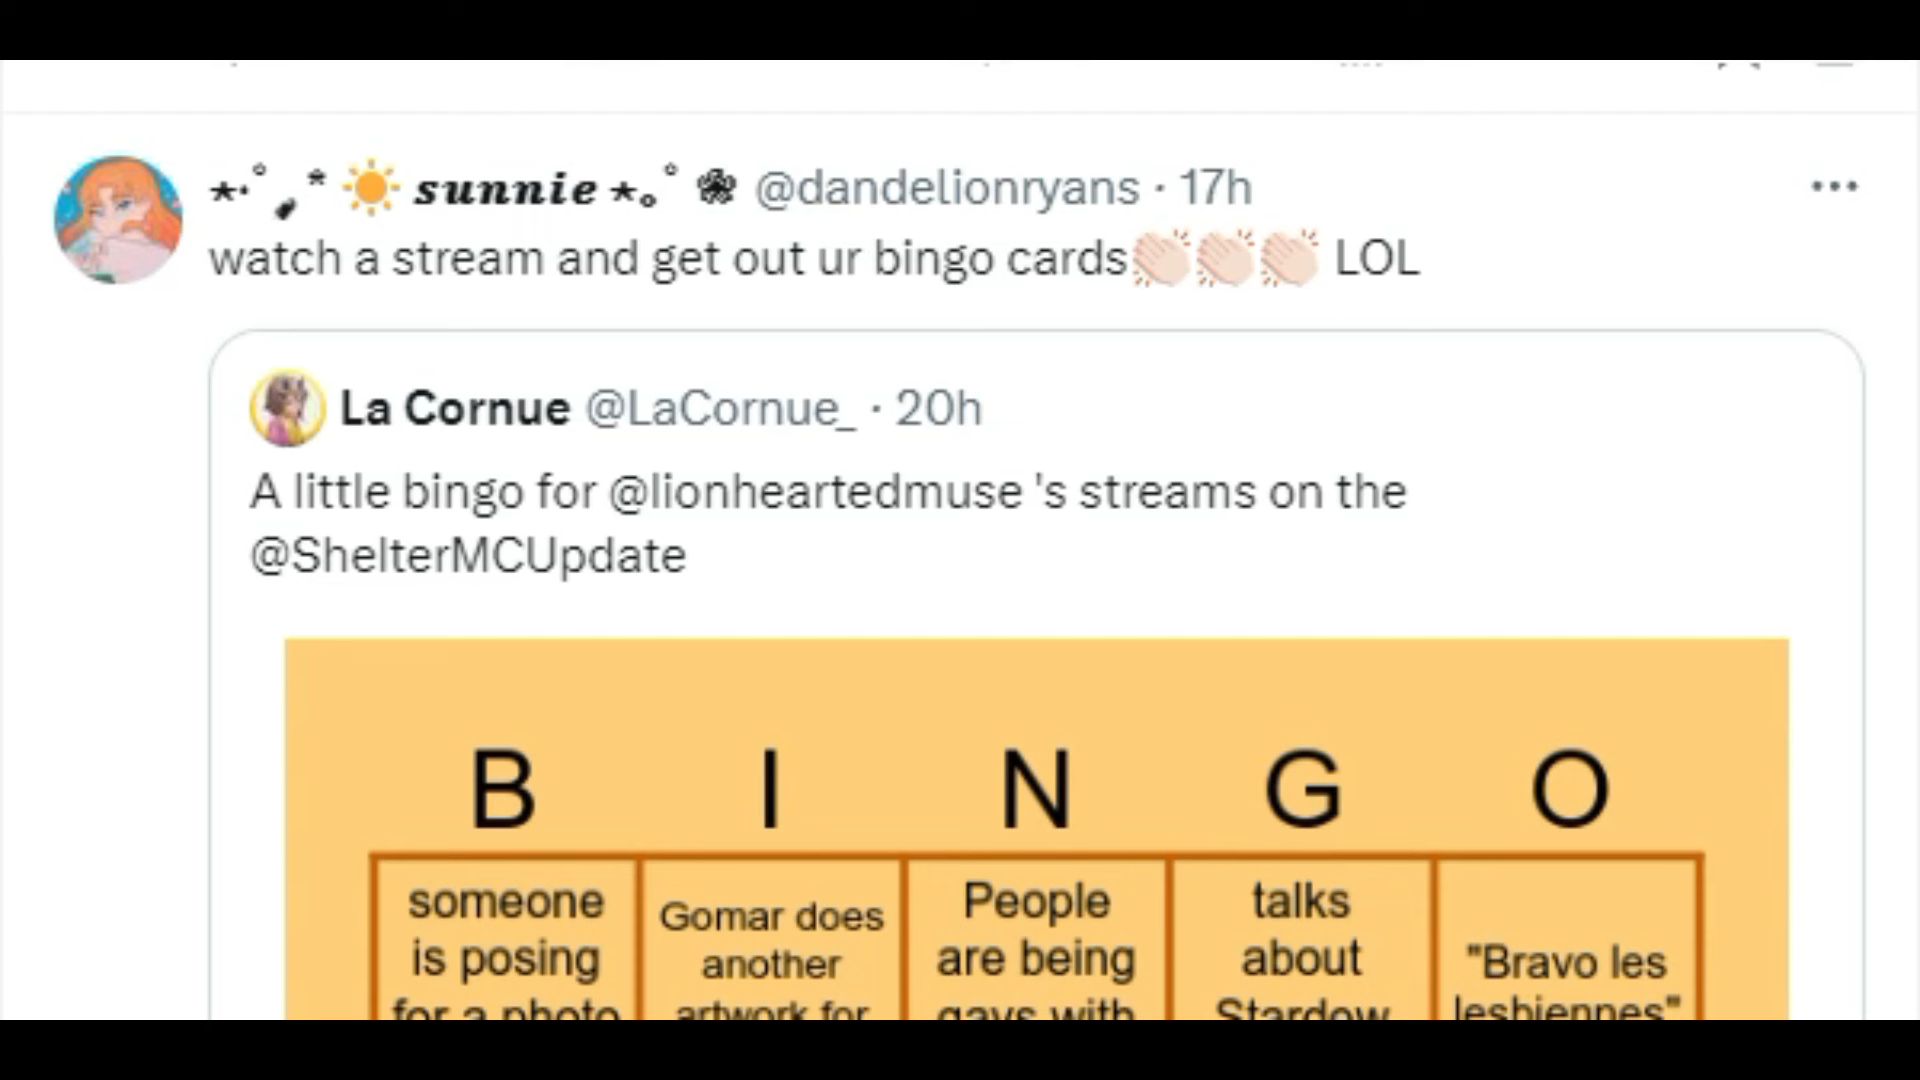 sunnie @dandelionryans · 17h
watch a stream and get out ur bingo cards👏🏻👏🏻👏🏻 LOL
La Cornue @LaCornue_ · 20h
A little bingo for @lionheartedmuse 's streams on the
@ShelterMCUpdate
B I N G O
someone
is posing
for a photo
Gomar does
another
artwork for
People
are being
gays with
talks
about
Stardew
"Bravo les
lesbiennes"